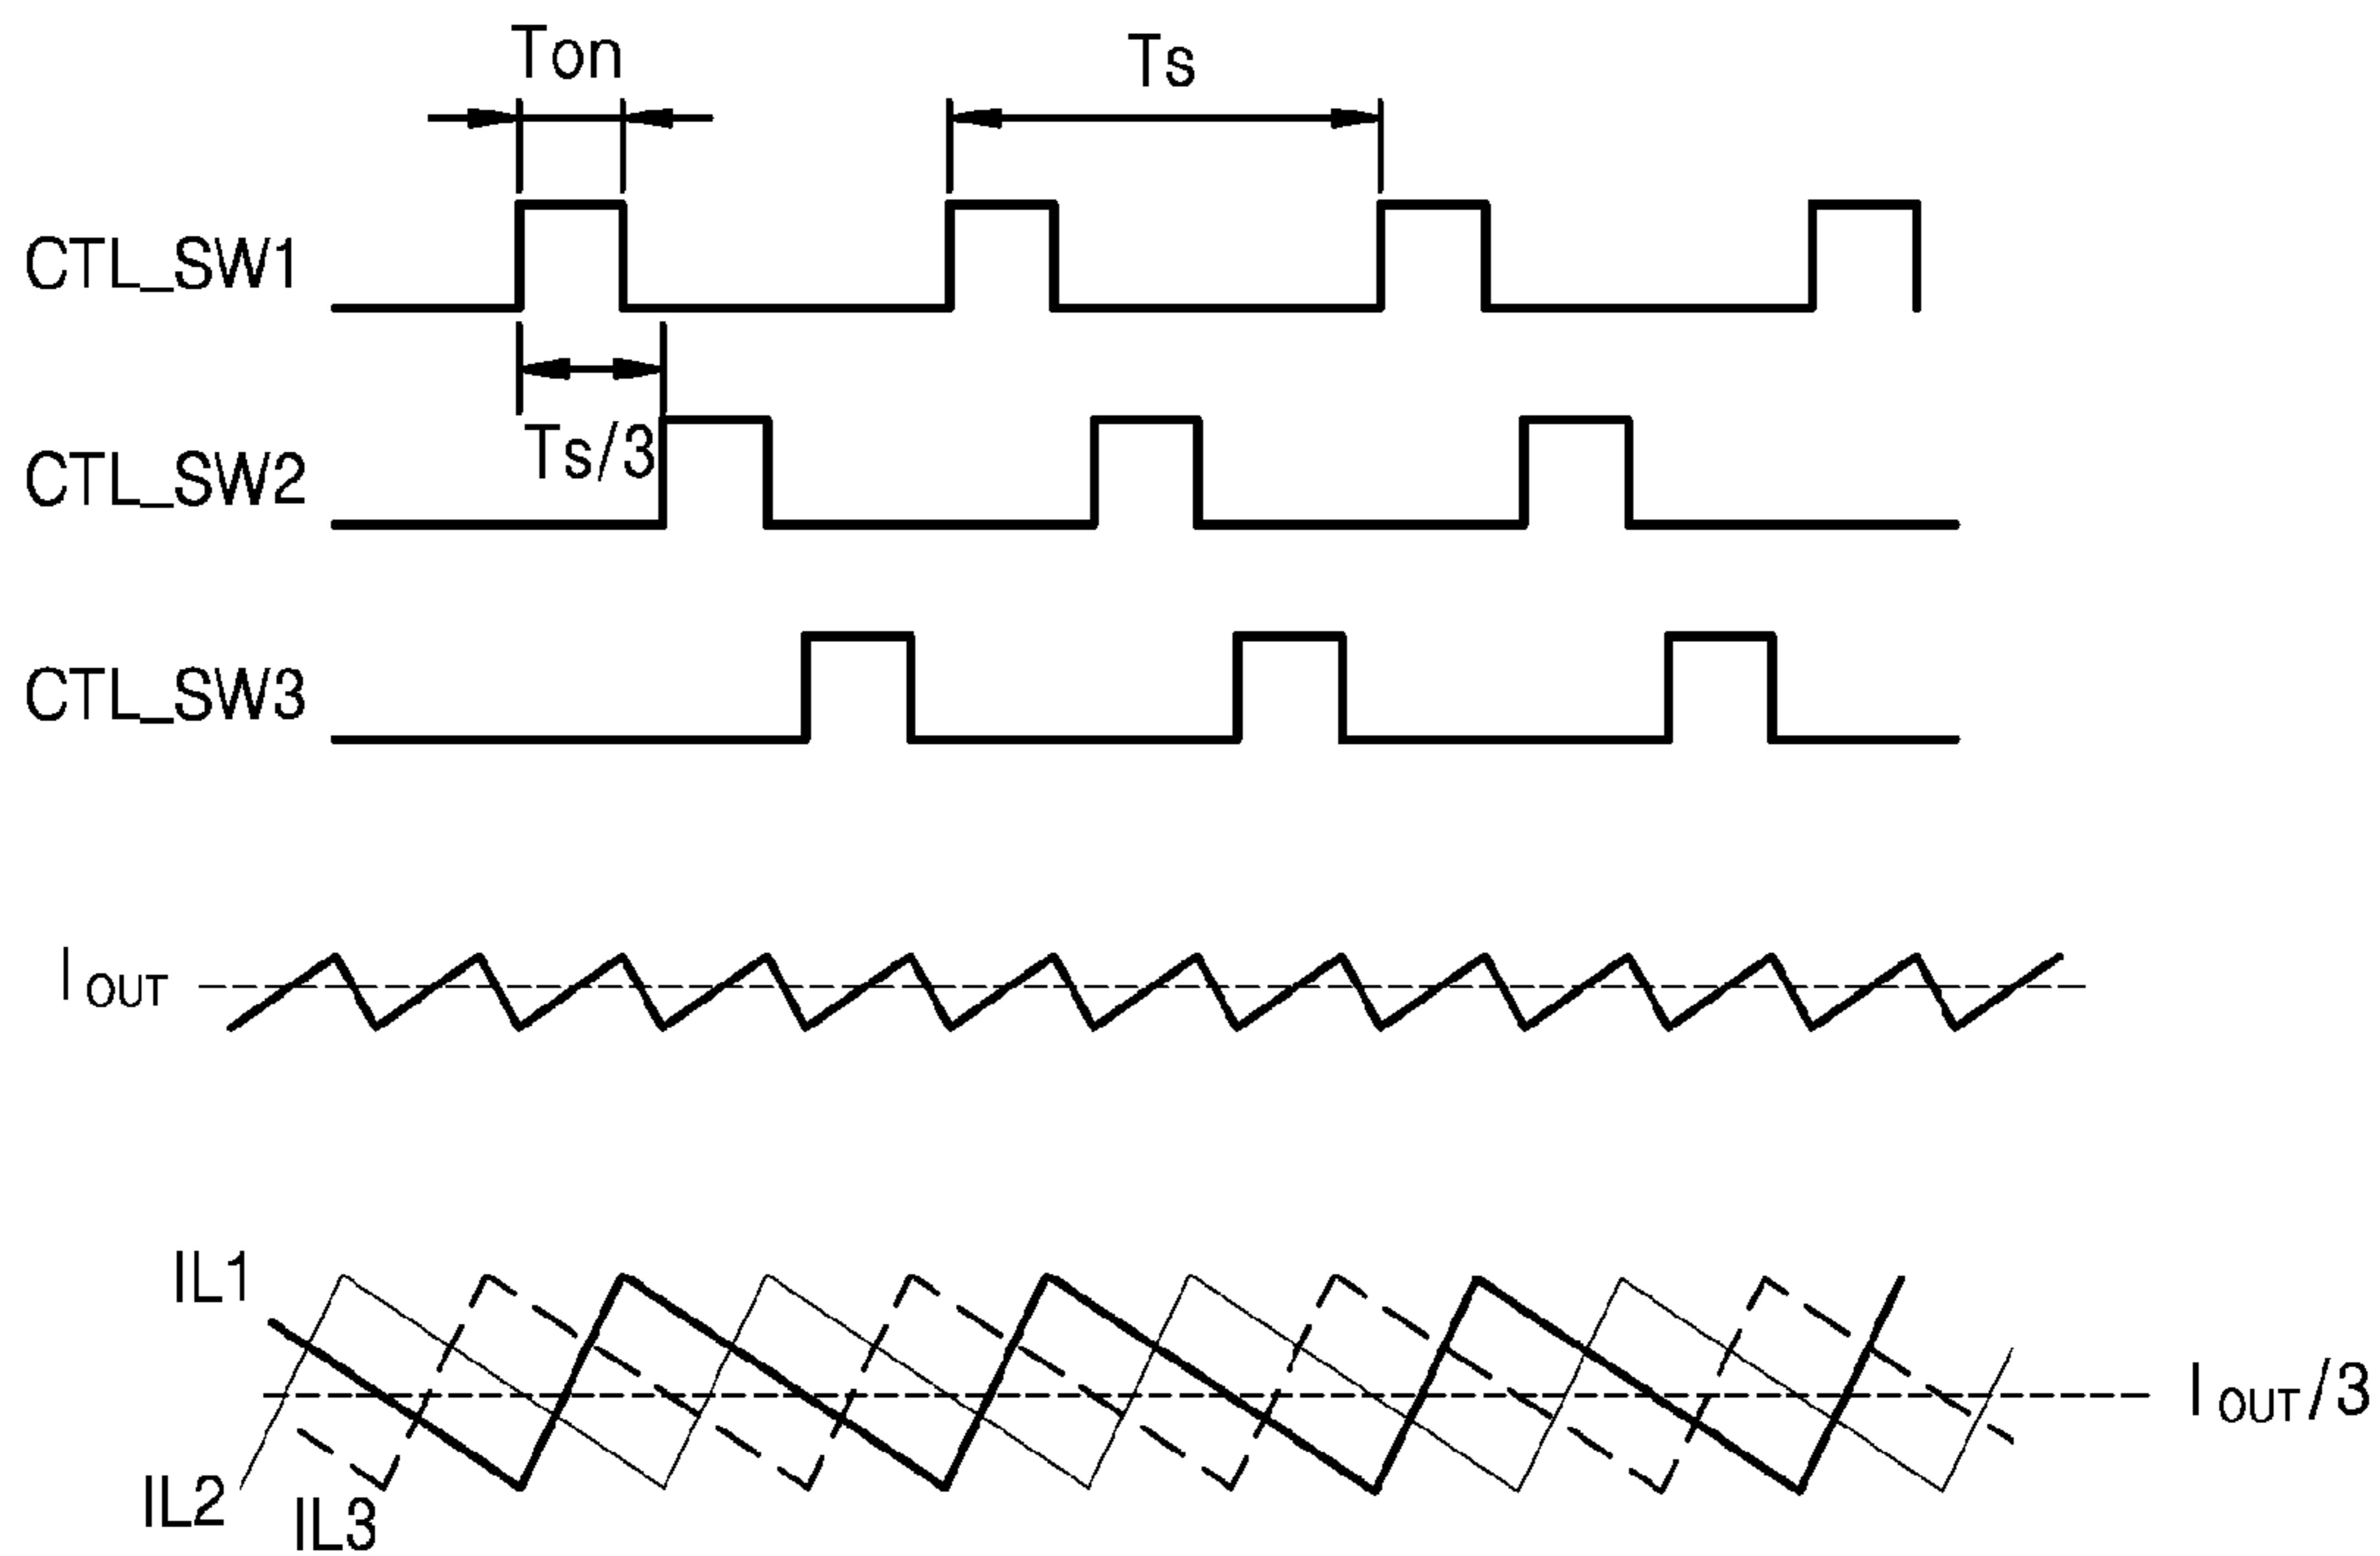 Ton
Ts
CTL_SW1
Ts/3
CTL_SW2
CTL_SW3
IOUT
IL1
IOUT/3
IL2
IL3